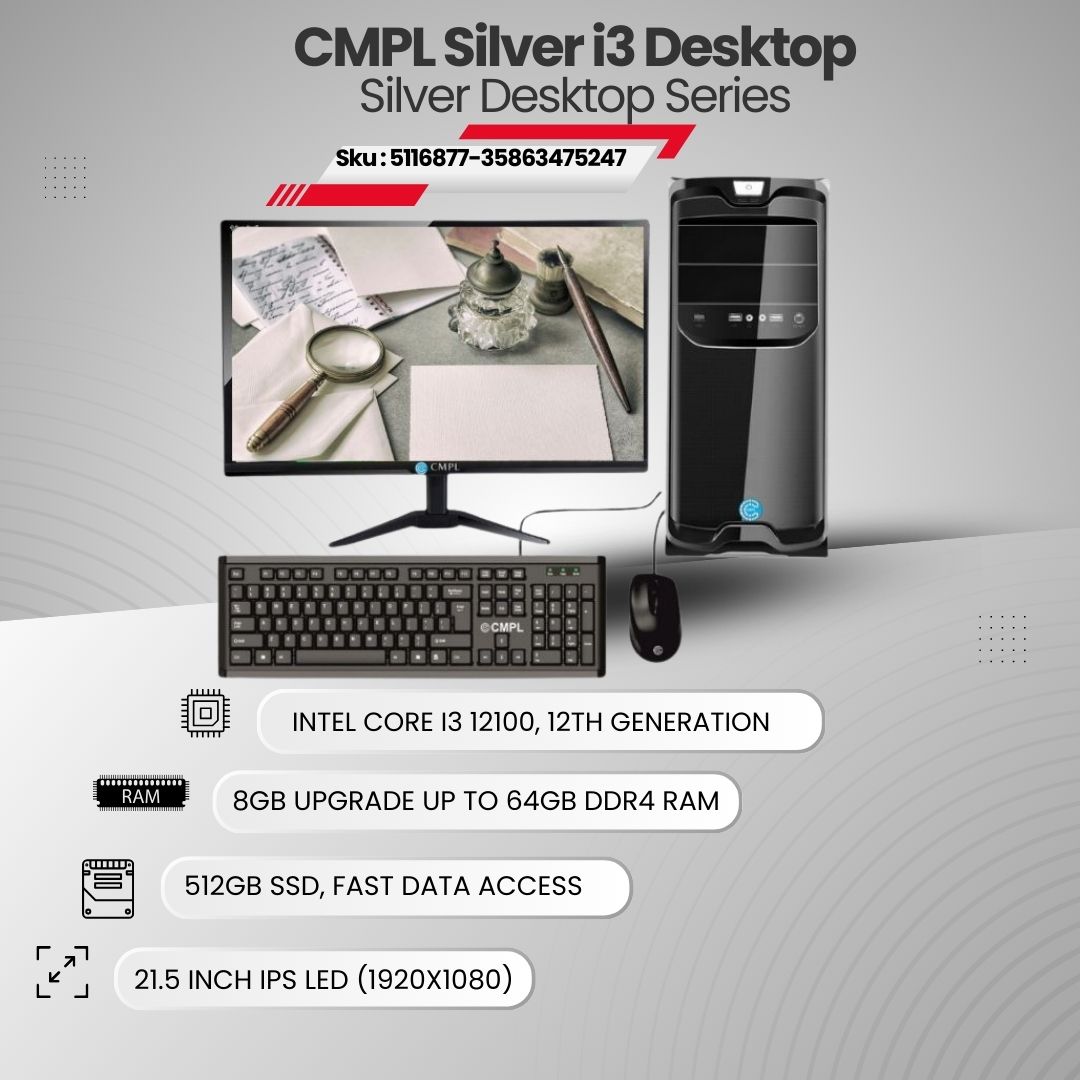 CMPL Silver i3 Desktop
Silver Desktop Series
Sku : 5116877-35863475247
CMPL
CMPL
INTEL CORE I3 12100, 12TH GENERATION
RAM
8GB UPGRADE UP TO 64GB DDR4 RAM
512GB SSD, FAST DATA ACCESS
21.5 INCH IPS LED (1920X1080)